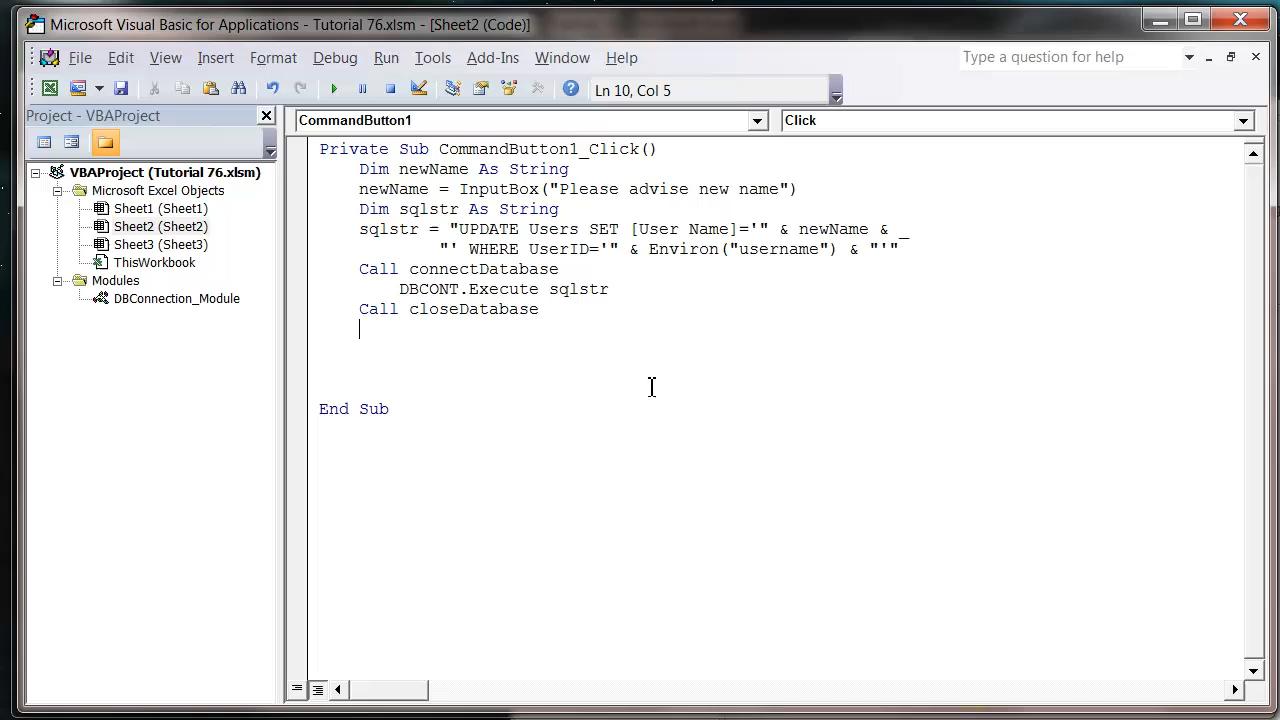 Microsoft Visual Basic for Applications - Tutorial 76.xlsm - [Sheet2 (Code)]
File Edit View Insert Format Debug Run Tools Add-Ins Window Help
Type a question for help
Ln 10, Col 5
Project - VBAProject
CommandButton1
Click
VBAProject (Tutorial 76.xlsm)
Microsoft Excel Objects
Sheet1 (Sheet1)
Sheet2 (Sheet2)
Sheet3 (Sheet3)
ThisWorkbook
Modules
DBConnection_Module
Private Sub CommandButton1_Click()
Dim newName As String
newName = InputBox("Please advise new name")
Dim sqlstr As String
sqlstr = "UPDATE Users SET [User Name]='" & newName & _
"' WHERE UserID='" & Environ("username") & "'"
Call connectDatabase
DBCONT.Execute sqlstr
Call closeDatabase
End Sub